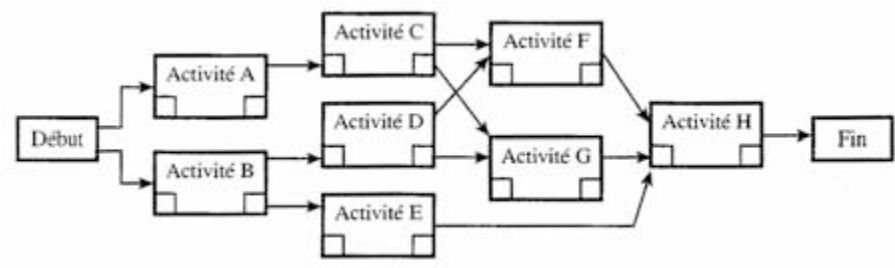 Début
Activité A
Activité B
Activité C
Activité D
Activité E
Activité F
Activité G
Activité H
Fin